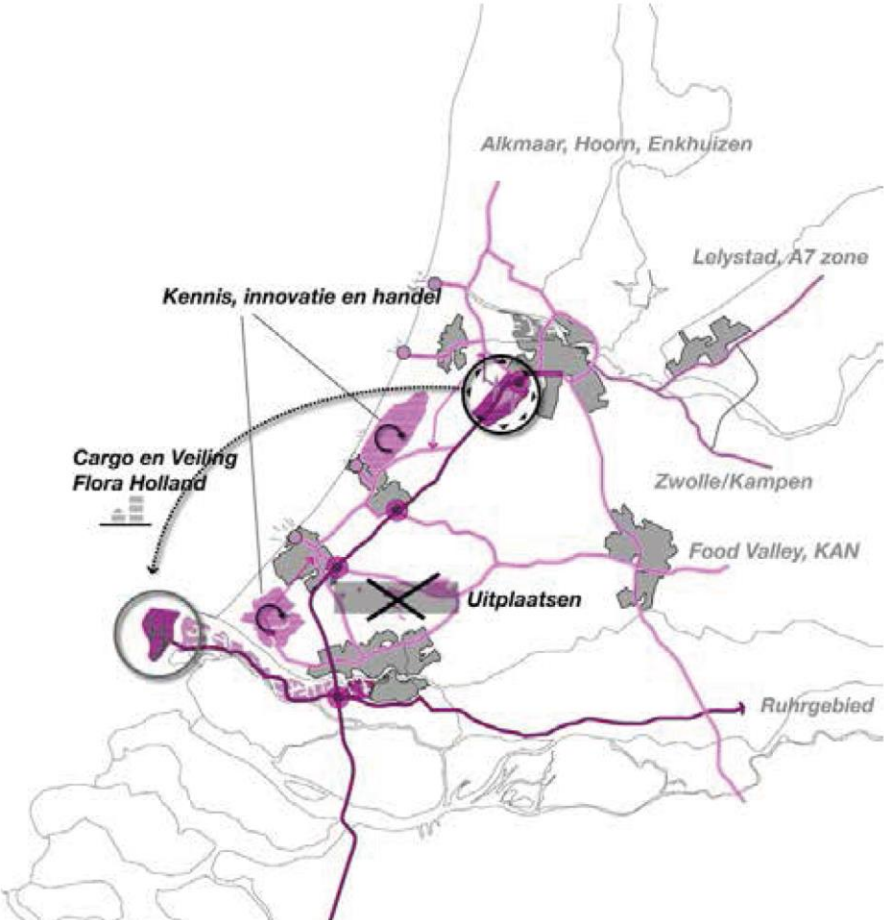 Alkmaar, Hoorn, Enkhuizen
Lelystad, A7 zone
Kennis, innovatie en handel
Cargo en Veiling
Flora Holland
Zwolle/Kampen
Food Valley, KAN
Uitplaatsen
Ruhrgebied